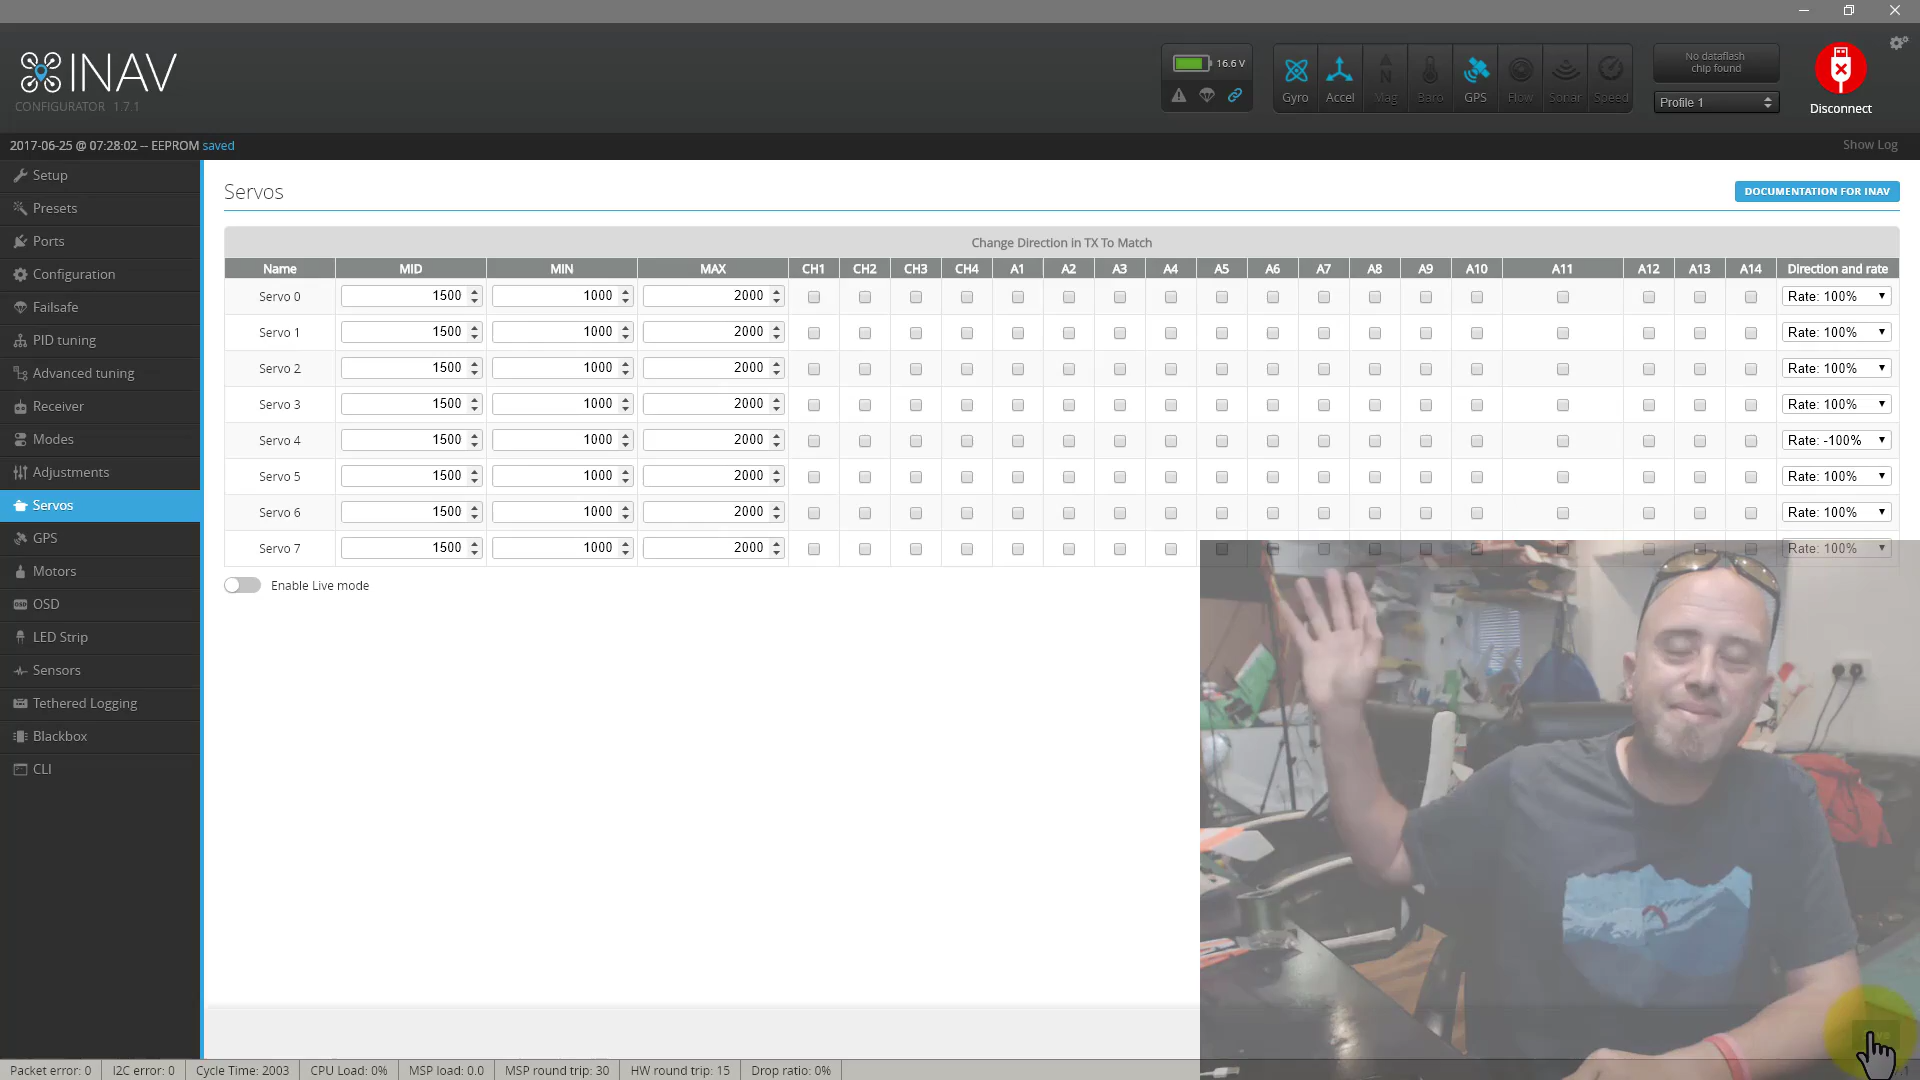 INAV
CONFIGURATOR 1.7.1
16.6 V
Gyro Accel Mag Baro GPS Flow Sonar Speed
No dataflash
chip found
Profile 1
Disconnect
2017-06-25 @ 07:28:02 -- EEPROM saved
Show Log
Setup
Presets
Ports
Configuration
Failsafe
PID tuning
Advanced tuning
Receiver
Modes
Adjustments
Servos
GPS
Motors
OSD
LED Strip
Sensors
Tethered Logging
Blackbox
CLI
Servos
DOCUMENTATION FOR INAV
Change Direction in TX To Match
Name MID MIN MAX CH1 CH2 CH3 CH4 A1 A2 A3 A4 A5 A6 A7 A8 A9 A10 A11 A12 A13 A14 Direction and rate
Servo 0 1500 1000 2000 Rate: 100%
Servo 1 1500 1000 2000 Rate: 100%
Servo 2 1500 1000 2000 Rate: 100%
Servo 3 1500 1000 2000 Rate: 100%
Servo 4 1500 1000 2000 Rate: -100%
Servo 5 1500 1000 2000 Rate: 100%
Servo 6 1500 1000 2000 Rate: 100%
Servo 7 1500 1000 2000 Rate: 100%
Enable Live mode
Packet error: 0 I2C error: 0 Cycle Time: 2003 CPU Load: 0% MSP load: 0.0 MSP round trip: 30 HW round trip: 15 Drop ratio: 0%